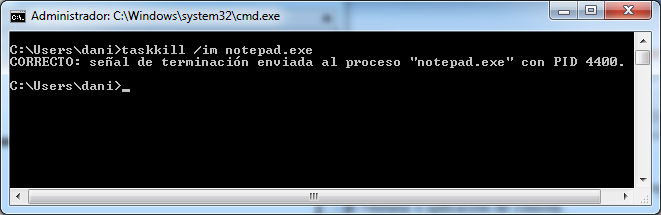 Administrador: C:\Windows\system32\cmd.exe
C:\Users\dani>taskkill /im notepad.exe
CORRECTO: señal de terminación enviada al proceso "notepad.exe" con PID 4400.
C:\Users\dani>_